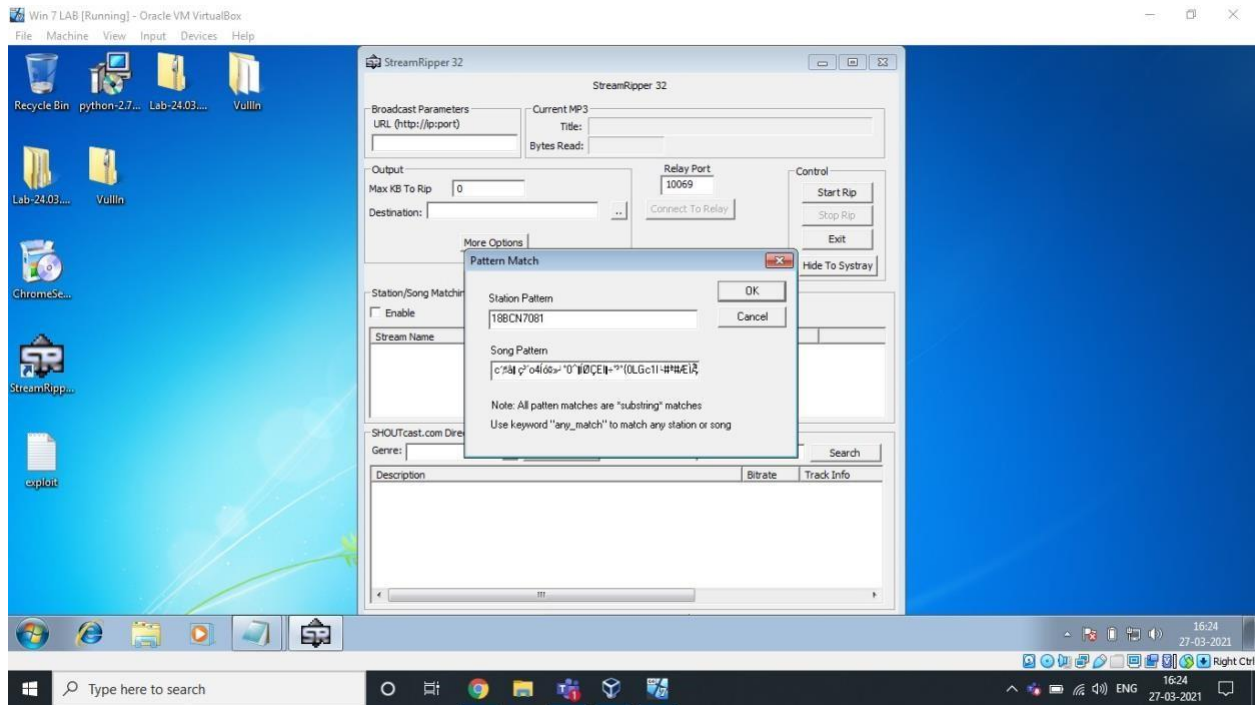 Win 7 LAB [Running] - Oracle VM VirtualBox
File Machine View Input Devices Help
Recycle Bin
python-2.7...
Lab-24.03....
Vulln
Lab-24.03....
Vulln
ChromeSe...
StreamRipp...
exploit
StreamRipper 32
StreamRipper 32
Broadcast Parameters
URL (http://ip:port)
Current MP3
Title:
Bytes Read:
Output
Max KB To Rip 0
Destination: ..
More Options
Relay Port
10069
Connect To Relay
Control
Start Rip
Stop Rip
Exit
Hide To Systray
Pattern Match
Station Pattern
18BCN7081
OK
Cancel
Song Pattern
Note: All patten matches are "substring" matches
Use keyword "any_match" to match any station or song
Station/Song Matchin
Enable
Stream Name
SHOUTcast.com Dire
Genre:
Search
Description Bitrate Track Info
16:24
27-03-2021
Right Ctrl
Type here to search
ENG
16:24
27-03-2021